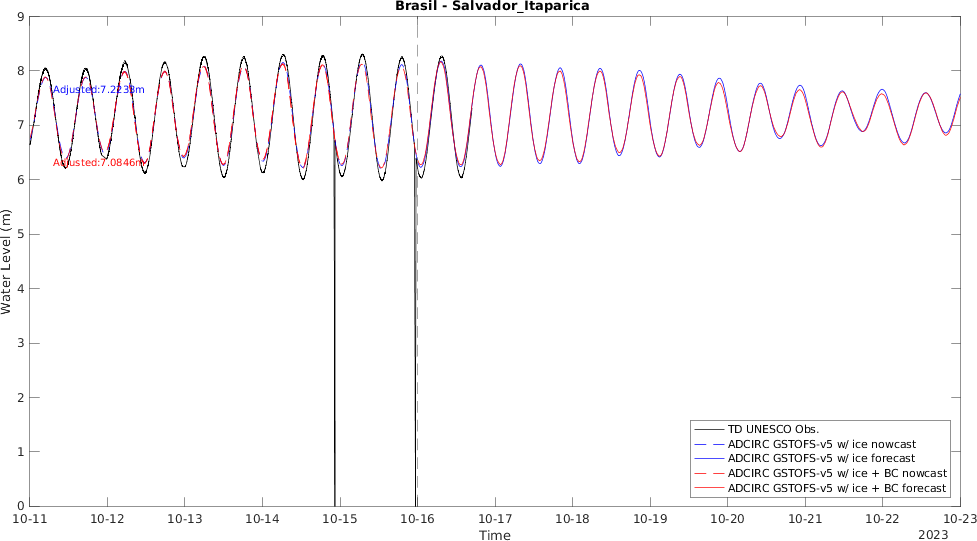 Brasil - Salvador_Itaparica
9
8
7
6
5
4
3
2
1
0
Water Level (m)
Adjusted:7.2238m
Adjusted:7.0846m
TD UNESCO Obs.
ADCIRC GSTOFS-v5 w/ ice nowcast
ADCIRC GSTOFS-v5 w/ ice forecast
ADCIRC GSTOFS-v5 w/ ice + BC nowcast
ADCIRC GSTOFS-v5 w/ ice + BC forecast
10-11 10-12 10-13 10-14 10-15 10-16 10-17 10-18 10-19 10-20 10-21 10-22 10-23
Time
2023